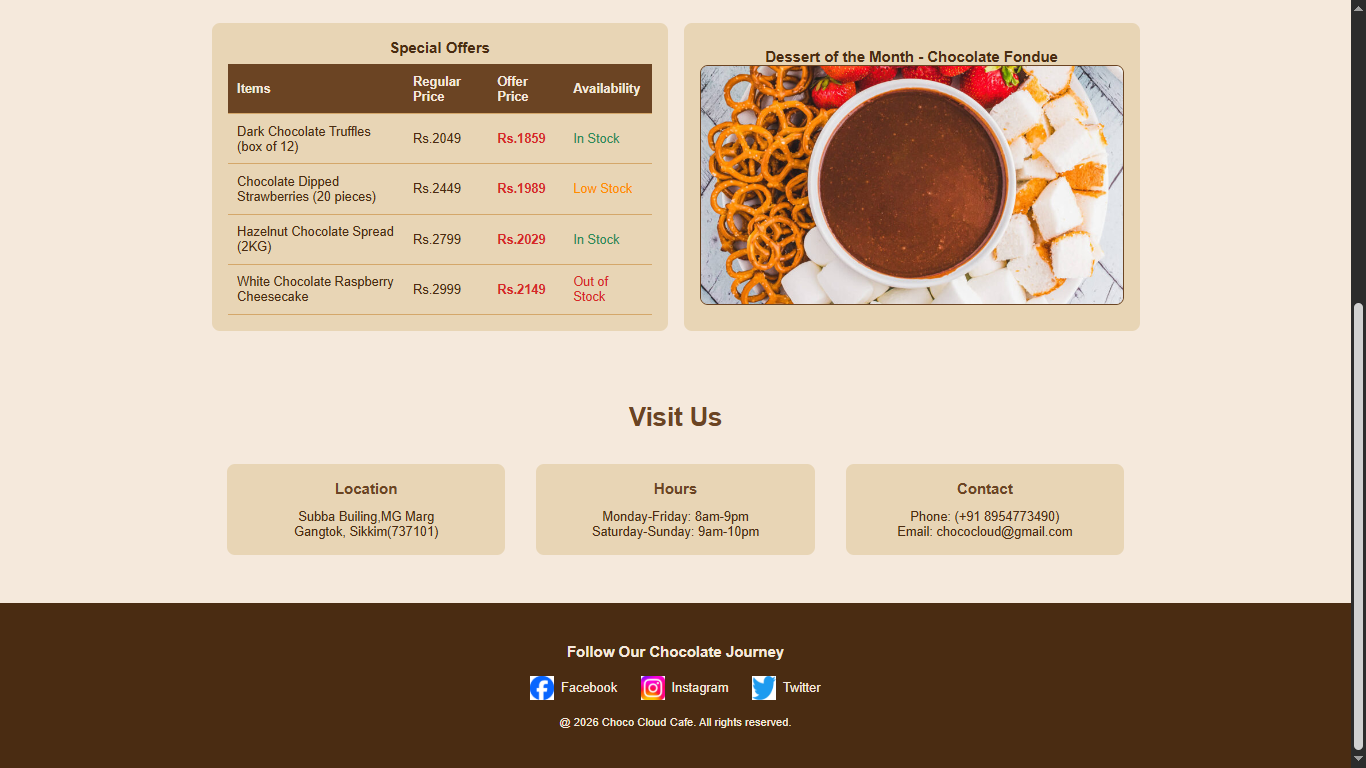 Special Offers
Items
Regular
Price
Offer
Price
Availability
Dark Chocolate Truffles
(box of 12)
Rs.2049
Rs.1859
In Stock
Chocolate Dipped
Strawberries (20 pieces)
Rs.2449
Rs.1989
Low Stock
Hazelnut Chocolate Spread
(2KG)
Rs.2799
Rs.2029
In Stock
White Chocolate Raspberry
Cheesecake
Rs.2999
Rs.2149
Out of
Stock
Dessert of the Month - Chocolate Fondue
Visit Us
Location
Subba Builing,MG Marg
Gangtok, Sikkim(737101)
Hours
Monday-Friday: 8am-9pm
Saturday-Sunday: 9am-10pm
Contact
Phone: (+91 8954773490)
Email: chococloud@gmail.com
Follow Our Chocolate Journey
Facebook
Instagram
Twitter
@ 2026 Choco Cloud Cafe. All rights reserved.